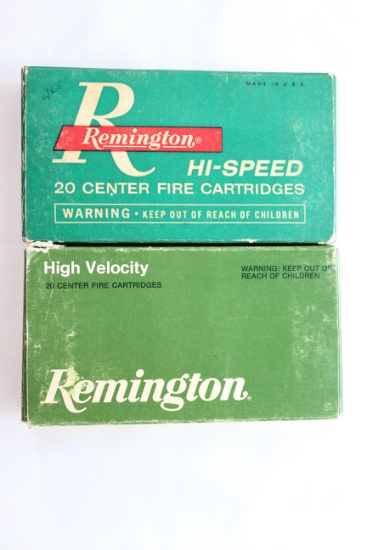 MADE IN U.S.A.
R
Remington®
HI-SPEED
20 CENTER FIRE CARTRIDGES
WARNING • KEEP OUT OF REACH OF CHILDREN
High Velocity
WARNING: KEEP OUT OF
REACH OF CHILDREN
20 CENTER FIRE CARTRIDGES
Remington